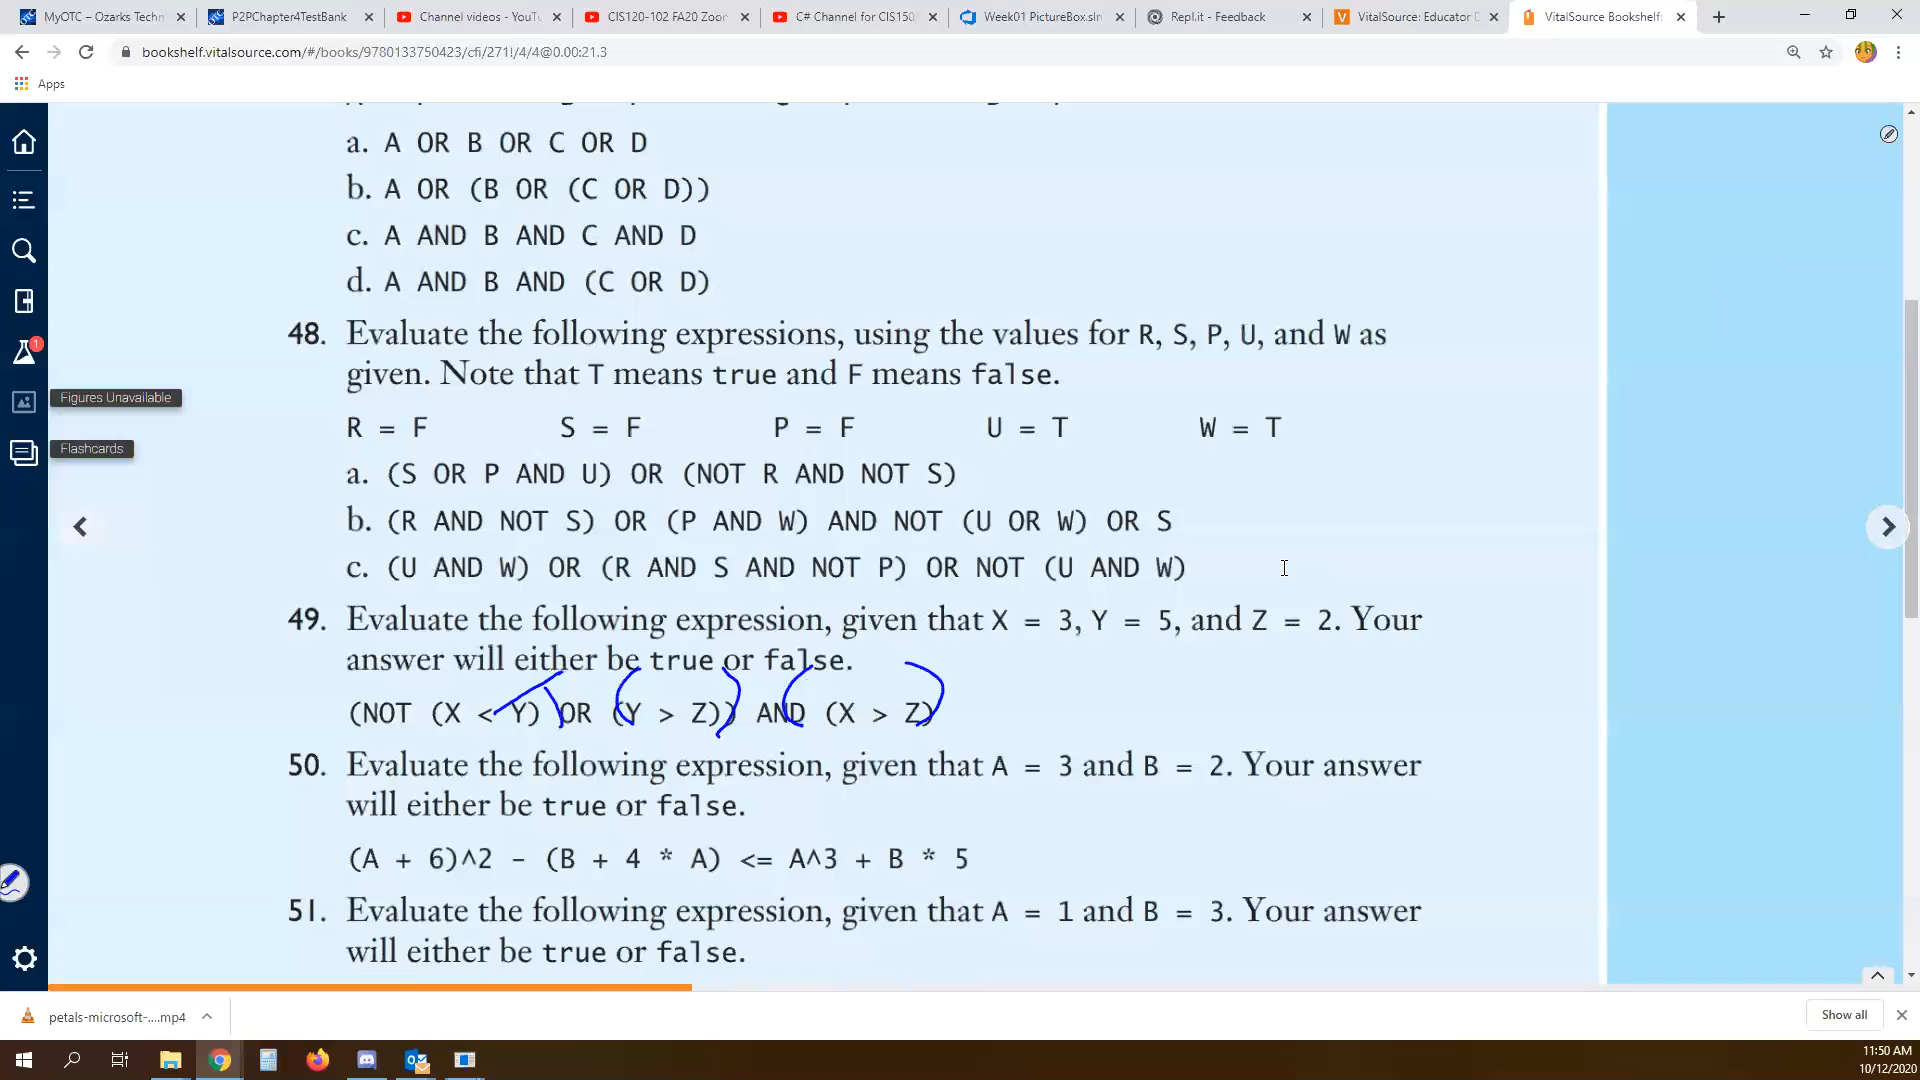 MyOTC – Ozarks Techn
P2PChapter4TestBank
Channel videos - YouTu
CIS120-102 FA20 Zoom
C# Channel for CIS150/
Week01 PictureBox.sln
Repl.it - Feedback
VitalSource: Educator D
VitalSource Bookshelf:
bookshelf.vitalsource.com/#/books/9780133750423/cfi/271!/4/4@0.00:21.3
Apps
a. A OR B OR C OR D
b. A OR (B OR (C OR D))
c. A AND B AND C AND D
d. A AND B AND (C OR D)
48. Evaluate the following expressions, using the values for R, S, P, U, and W as
given. Note that T means true and F means false.
R = F S = F P = F U = T W = T
a. (S OR P AND U) OR (NOT R AND NOT S)
b. (R AND NOT S) OR (P AND W) AND NOT (U OR W) OR S
c. (U AND W) OR (R AND S AND NOT P) OR NOT (U AND W)
1
Figures Unavailable
Flashcards
49. Evaluate the following expression, given that X = 3, Y = 5, and Z = 2. Your
answer will either be true or false.
(NOT (X < Y) OR (Y > Z)) AND (X > Z)
50. Evaluate the following expression, given that A = 3 and B = 2. Your answer
will either be true or false.
(A + 6)^2 - (B + 4 * A) <= A^3 + B * 5
51. Evaluate the following expression, given that A = 1 and B = 3. Your answer
will either be true or false.
petals-microsoft-....mp4
Show all
11:50 AM
10/12/2020